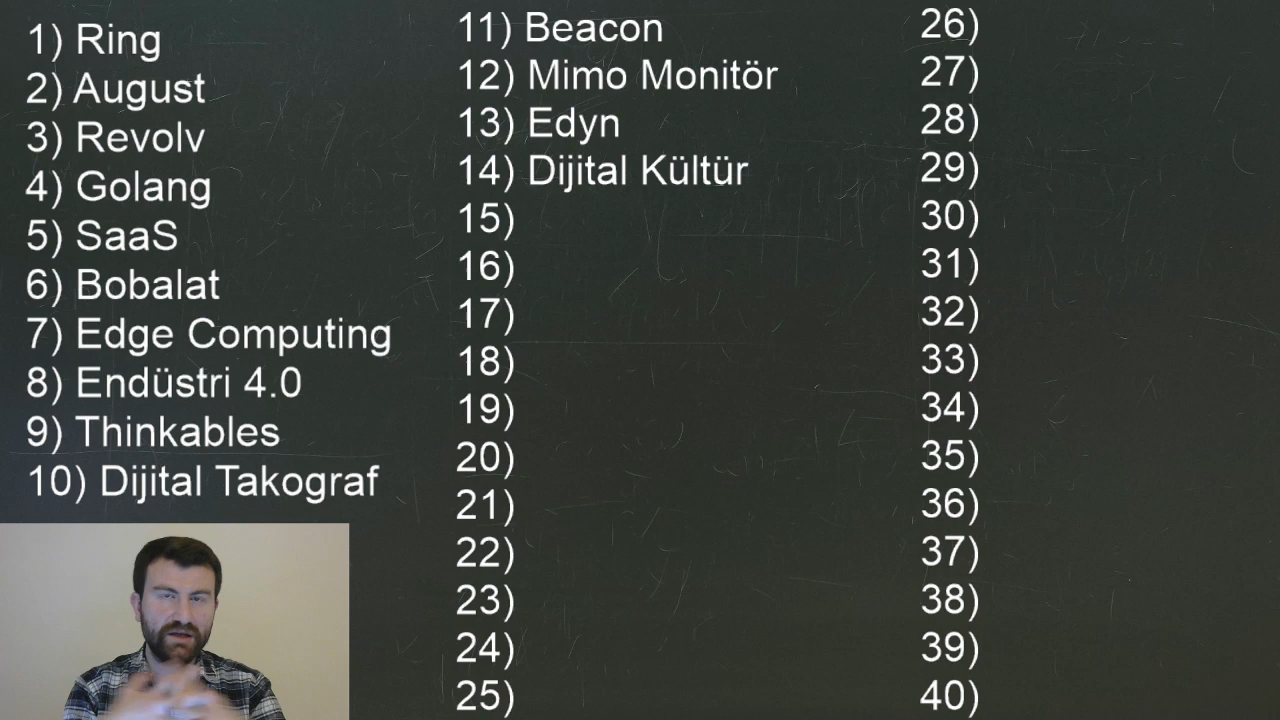 1) Ring
2) August
3) Revolv
4) Golang
5) SaaS
6) Bobalat
7) Edge Computing
8) Endüstri 4.0
9) Thinkables
10) Dijital Takograf
11) Beacon
12) Mimo Monitör
13) Edyn
14) Dijital Kültür
15)
16)
17)
18)
19)
20)
21)
22)
23)
24)
25)
26)
27)
28)
29)
30)
31)
32)
33)
34)
35)
36)
37)
38)
39)
40)